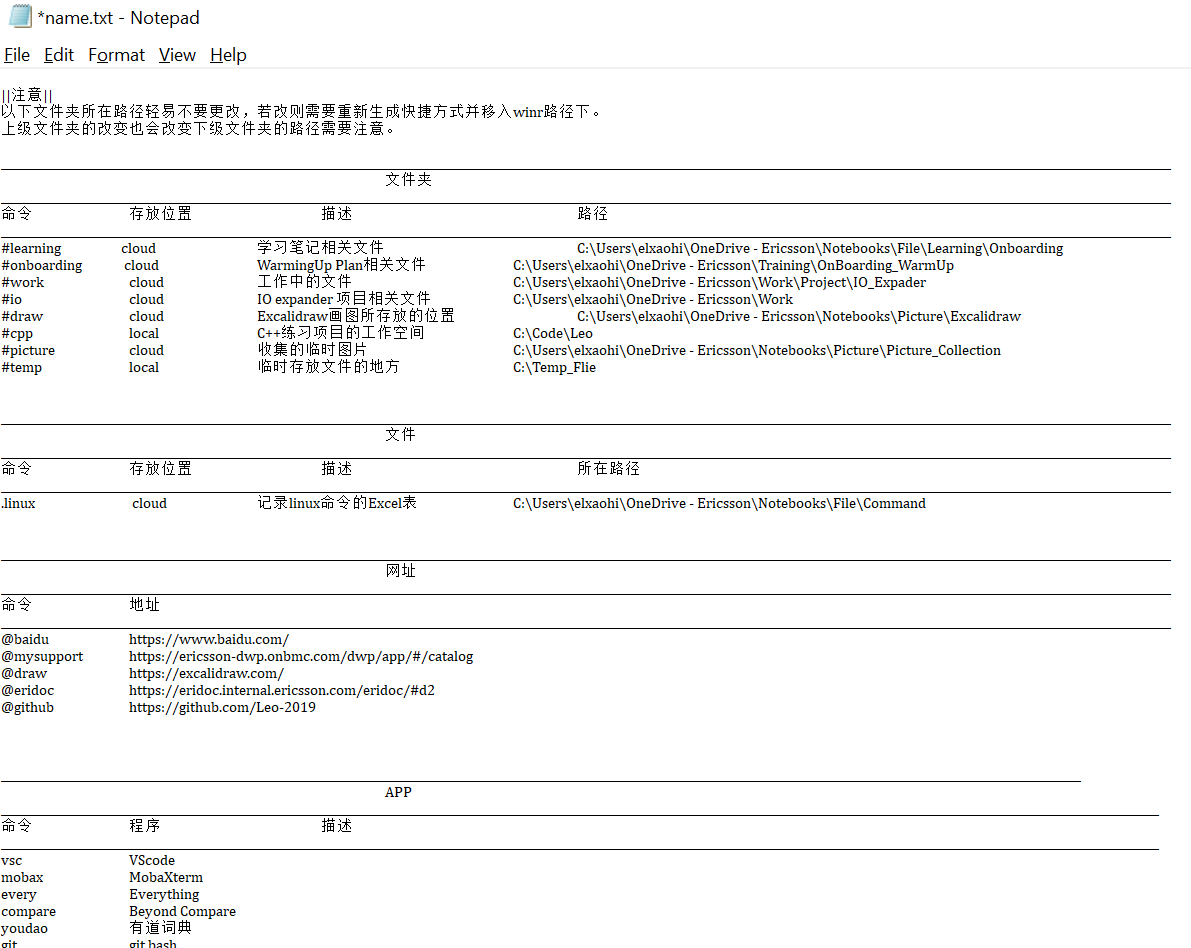 *name.txt - Notepad
File Edit Format View Help
||注意||
以下文件夹所在路径轻易不要更改，若改则需要重新生成快捷方式并移入winr路径下。
上级文件夹的改变也会改变下级文件夹的路径需要注意。
文件夹
命令 存放位置 描述 路径
#learning cloud 学习笔记相关文件 C:\Users\elxaohi\OneDrive - Ericsson\Notebooks\File\Learning\Onboarding
#onboarding cloud WarmingUp Plan相关文件 C:\Users\elxaohi\OneDrive - Ericsson\Training\OnBoarding_WarmUp
#work cloud 工作中的文件 C:\Users\elxaohi\OneDrive - Ericsson\Work\Project\IO_Expader
#io cloud IO expander 项目相关文件 C:\Users\elxaohi\OneDrive - Ericsson\Work
#draw cloud Excalidraw画图所存放的位置 C:\Users\elxaohi\OneDrive - Ericsson\Notebooks\Picture\Excalidraw
#cpp local C++练习项目的工作空间 C:\Code\Leo
#picture cloud 收集的临时图片 C:\Users\elxaohi\OneDrive - Ericsson\Notebooks\Picture\Picture_Collection
#temp local 临时存放文件的地方 C:\Temp_Flie
文件
命令 存放位置 描述 所在路径
.linux cloud 记录linux命令的Excel表 C:\Users\elxaohi\OneDrive - Ericsson\Notebooks\File\Command
网址
命令 地址
@baidu https://www.baidu.com/
@mysupport https://ericsson-dwp.onbmc.com/dwp/app/#/catalog
@draw https://excalidraw.com/
@eridoc https://eridoc.internal.ericsson.com/eridoc/#d2
@github https://github.com/Leo-2019
APP
命令 程序 描述
vsc VScode
mobax MobaXterm
every Everything
compare Beyond Compare
youdao 有道词典
git git bash